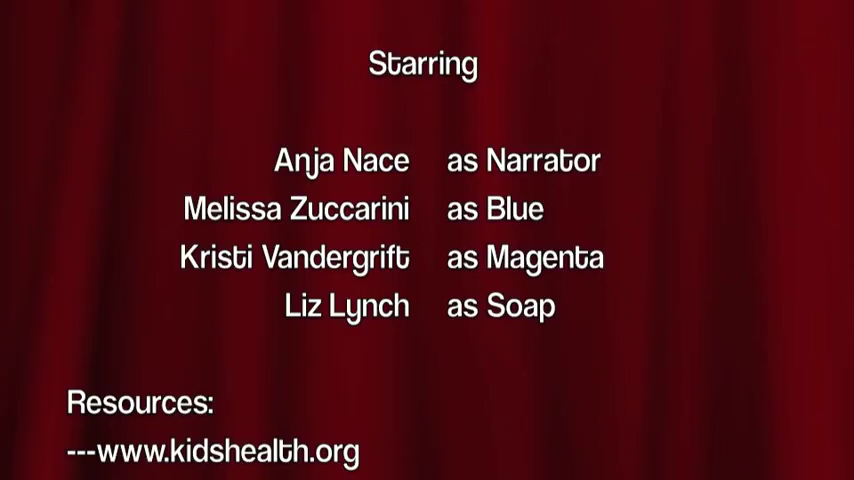 Starring
Anja Nace as Narrator
Melissa Zuccarini as Blue
Kristi Vandergrift as Magenta
Liz Lynch as Soap
Resources:
---www.kidshealth.org